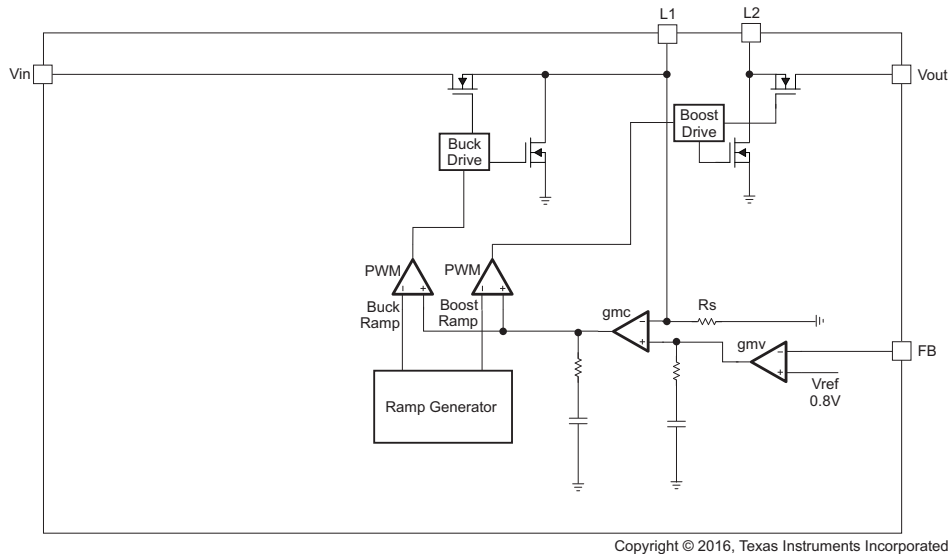 L1
L2
Vin
Vout
Buck
Drive
Boost
Drive
PWM
PWM
Buck
Ramp
Boost
Ramp
gmc
Rs
gmv
FB
Vref
0.8V
Ramp Generator
Copyright © 2016, Texas Instruments Incorporated